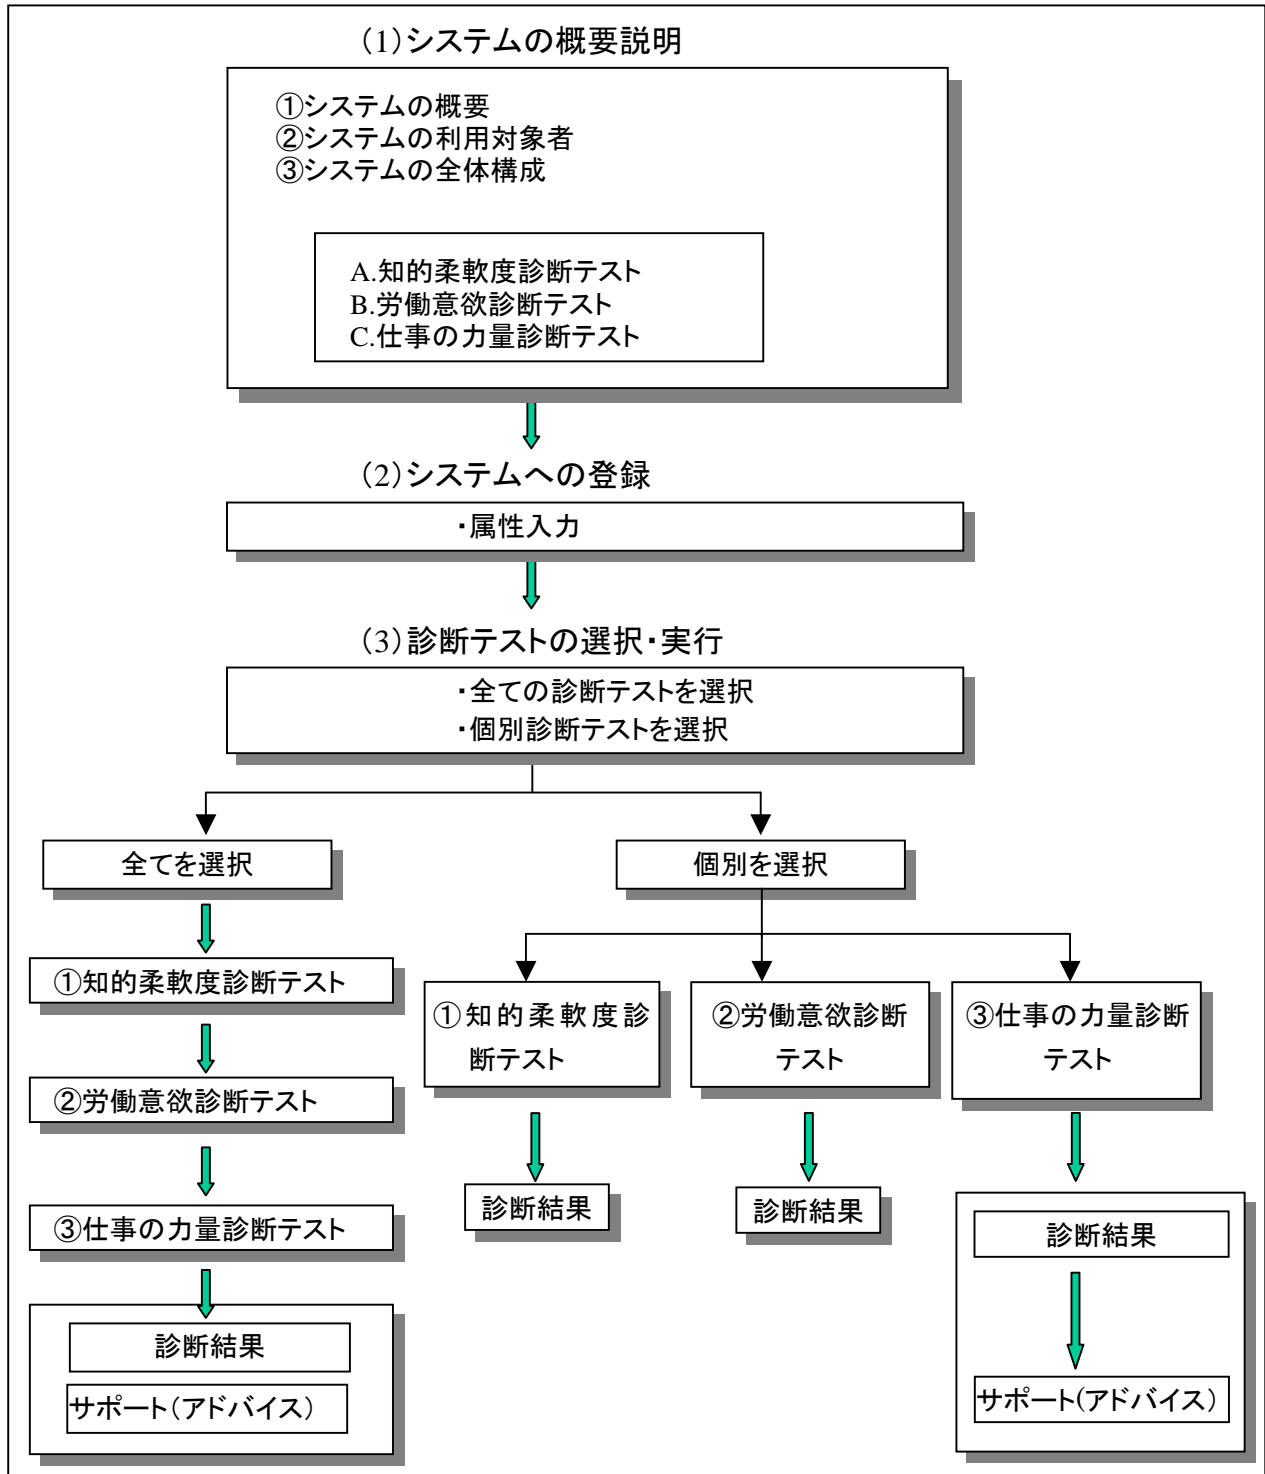 (1)システムの概要説明
①システムの概要
②システムの利用対象者
③システムの全体構成
A.知的柔軟度診断テスト
B.労働意欲診断テスト
C.仕事の力量診断テスト
(2)システムへの登録
・属性入力
(3)診断テストの選択・実行
・全ての診断テストを選択
・個別診断テストを選択
全てを選択
個別を選択
①知的柔軟度診断テスト
②労働意欲診断テスト
③仕事の力量診断テスト
診断結果
サポート(アドバイス)
①知的柔軟度診
断テスト
診断結果
②労働意欲診断
テスト
診断結果
③仕事の力量診断
テスト
診断結果
サポート(アドバイス)